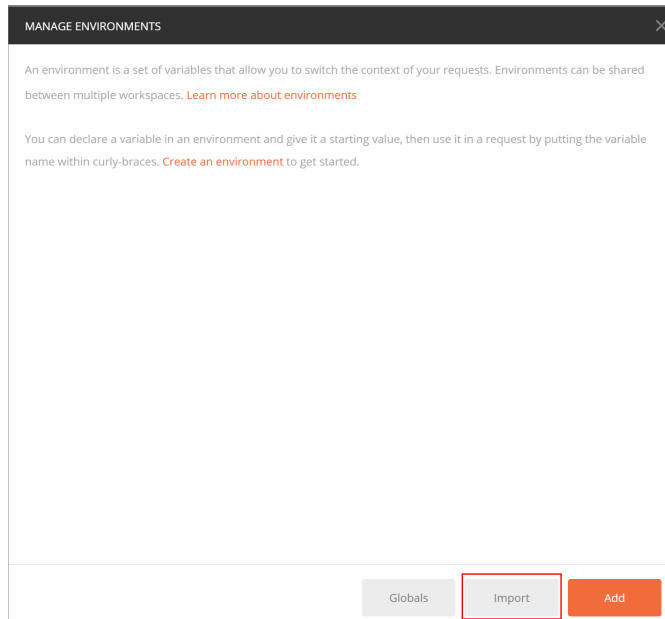 MANAGE ENVIRONMENTS
An environment is a set of variables that allow you to switch the context of your requests. Environments can be shared
between multiple workspaces. Learn more about environments
You can declare a variable in an environment and give it a starting value, then use it in a request by putting the variable
name within curly-braces. Create an environment to get started.
Globals Import Add